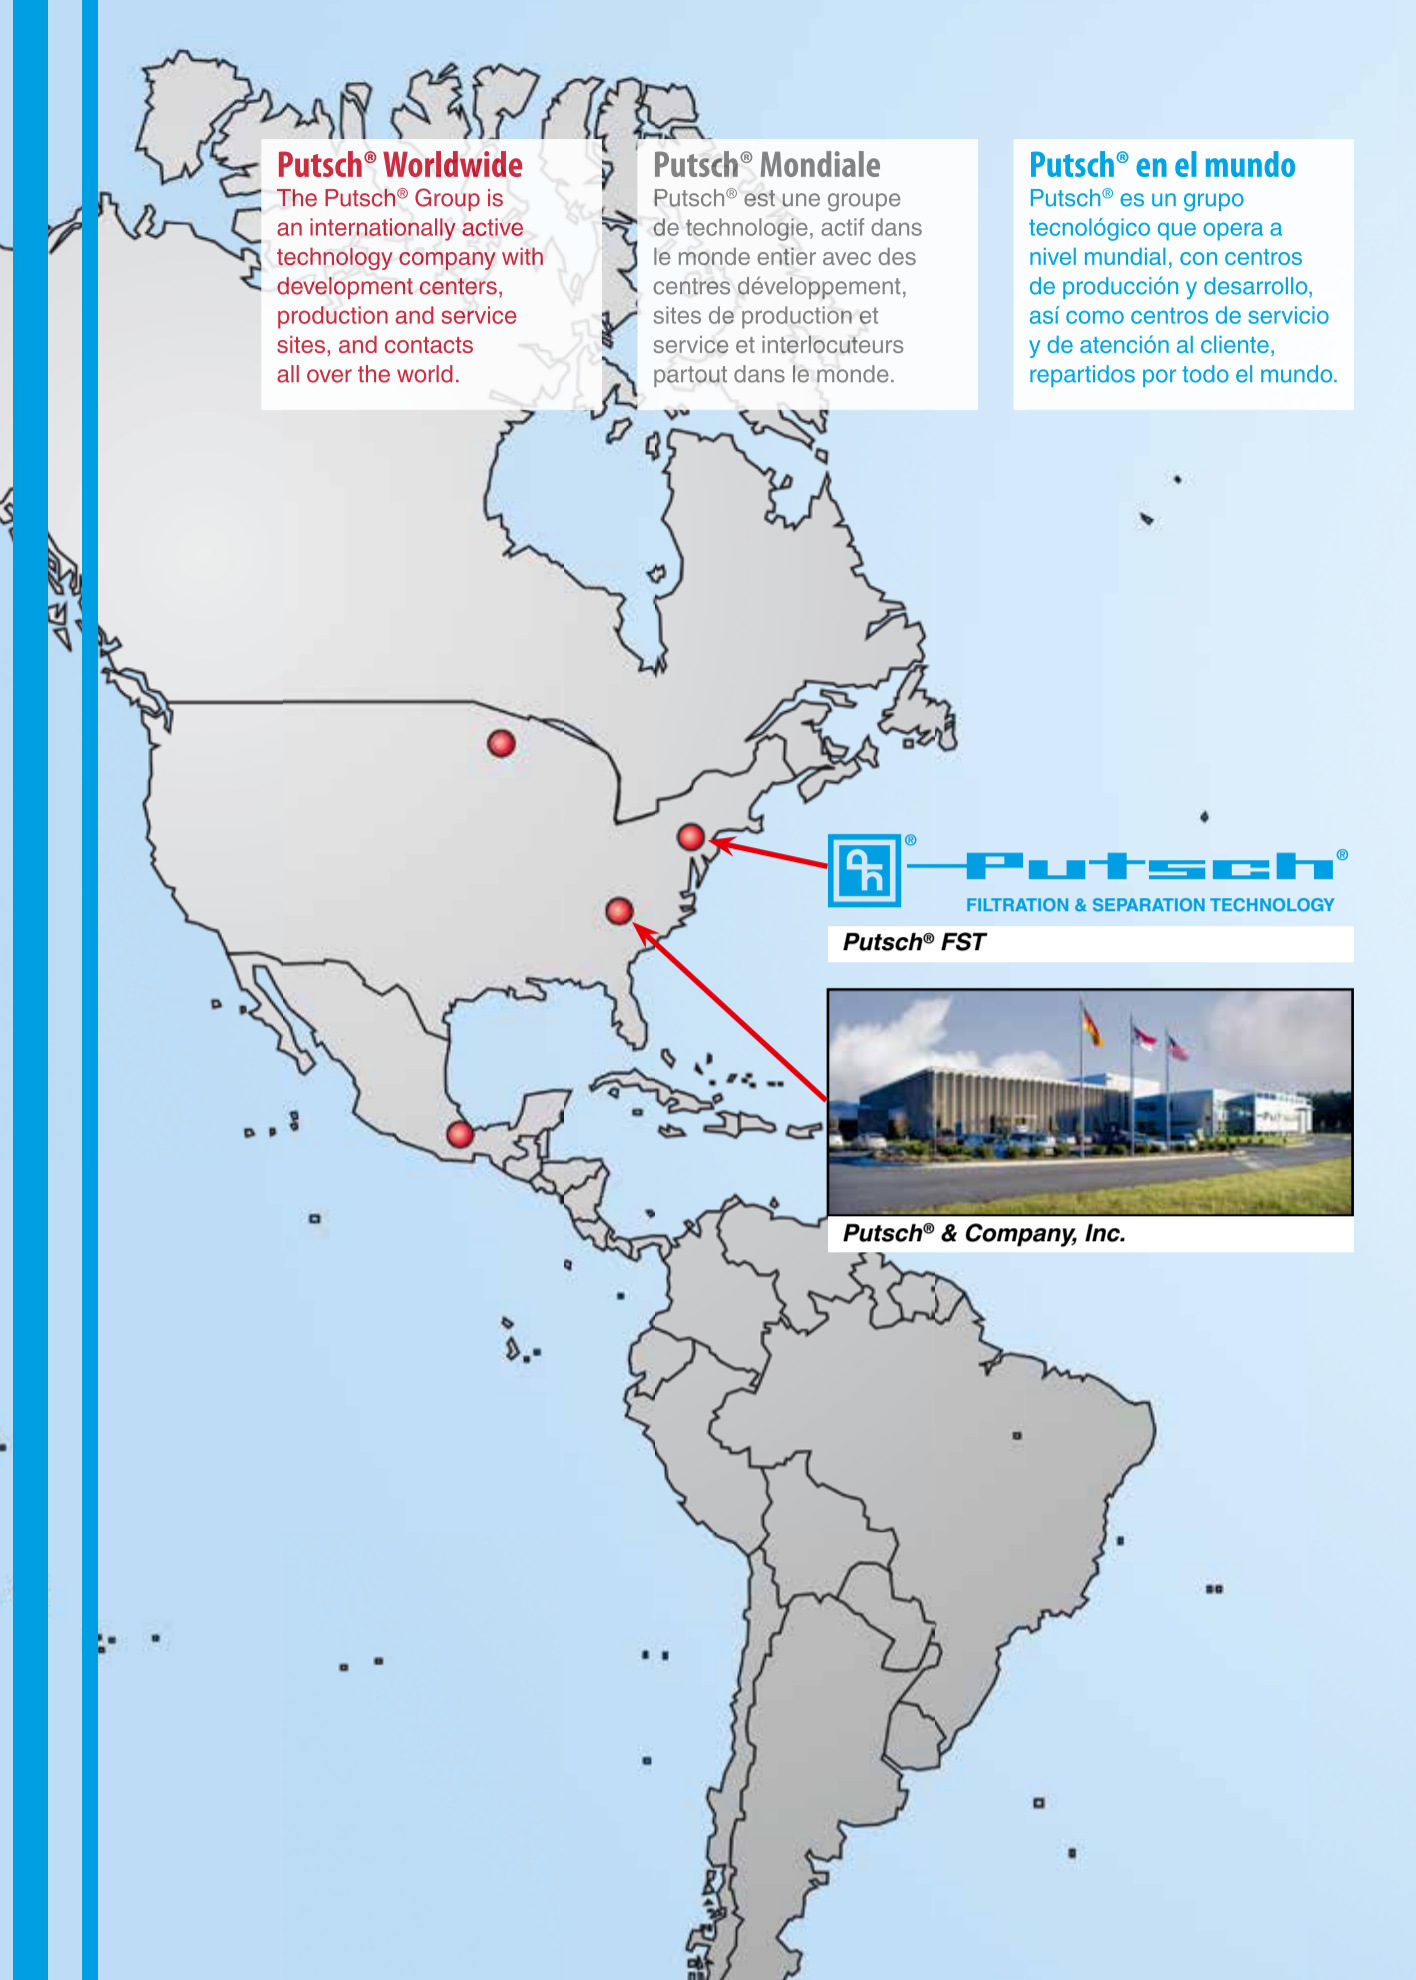 Putsch® Worldwide
The Putsch® Group is
an internationally active
technology company with
development centers,
production and service
sites, and contacts
all over the world.
Putsch® Mondiale
Putsch® est une groupe
de technologie, actif dans
le monde entier avec des
centres développement,
sites de production et
service et interlocuteurs
partout dans le monde.
Putsch® en el mundo
Putsch® es un grupo
tecnológico que opera a
nivel mundial, con centros
de producción y desarrollo,
así como centros de servicio
y de atención al cliente,
repartidos por todo el mundo.
® Putsch®
FILTRATION & SEPARATION TECHNOLOGY
Putsch® FST
Putsch® & Company, Inc.